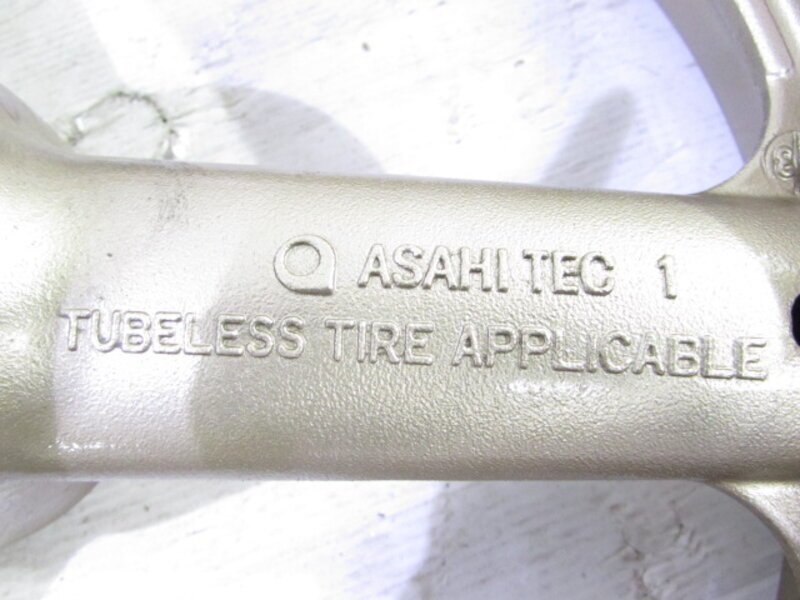 ASAHI TEC 1
TUBELESS TIRE APPLICABLE